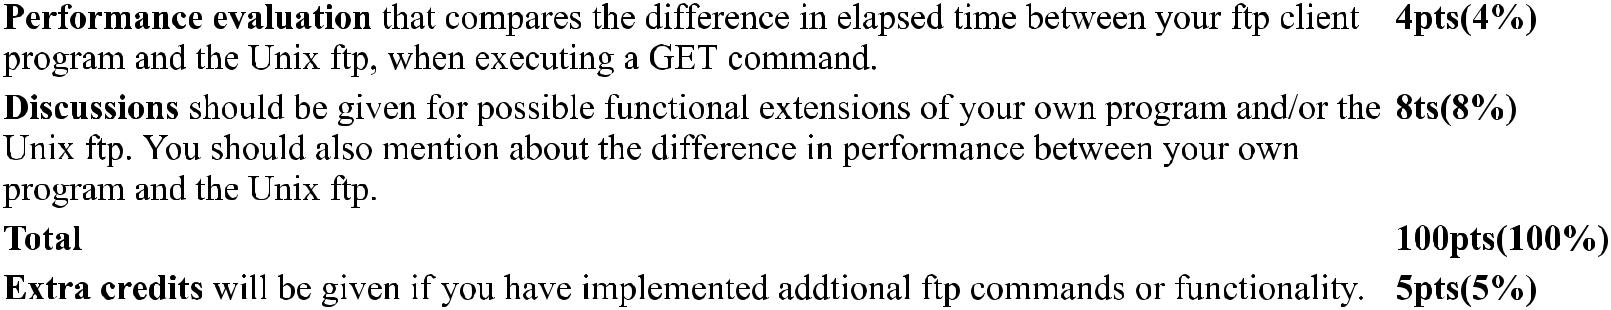 Performance evaluation that compares the difference in elapsed time between your ftp client 4pts(4%)
program and the Unix ftp, when executing a GET command.
Discussions should be given for possible functional extensions of your own program and/or the 8ts(8%)
Unix ftp. You should also mention about the difference in performance between your own
program and the Unix ftp.
Total 100pts(100%)
Extra credits will be given if you have implemented addtional ftp commands or functionality. 5pts(5%)